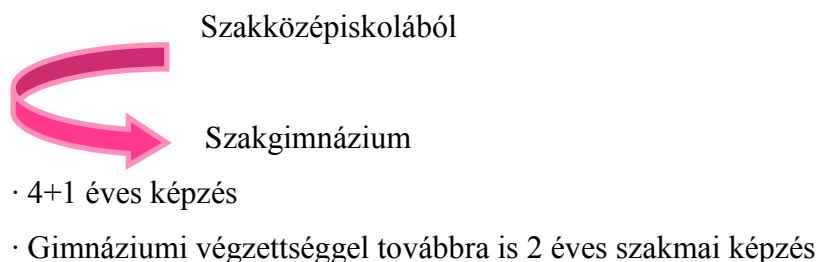 Szakközépiskolából
Szakgimnázium
· 4+1 éves képzés
· Gimnáziumi végzettséggel továbbra is 2 éves szakmai képzés